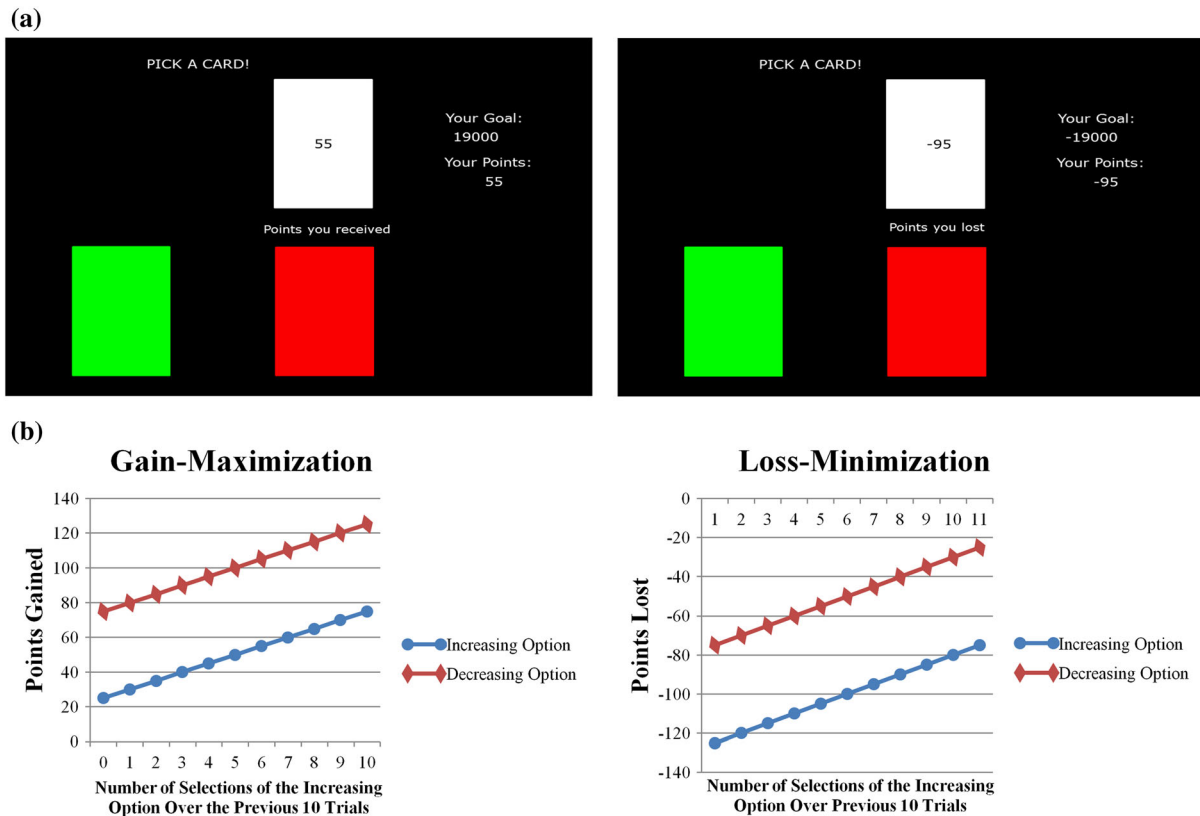 (a)
PICK A CARD!
55
Your Goal:
19000
Your Points:
55
Points you received
PICK A CARD!
-95
Your Goal:
-19000
Your Points:
-95
Points you lost
(b)
Gain-Maximization
Points Gained
140
120
100
80
60
40
20
0
0 1 2 3 4 5 6 7 8 9 10
Number of Selections of the Increasing
Option Over the Previous 10 Trials
Increasing Option
Decreasing Option
Loss-Minimization
Points Lost
0
-20
-40
-60
-80
-100
-120
-140
1 2 3 4 5 6 7 8 9 10 11
Number of Selections of the Increasing
Option Over Previous 10 Trials
Increasing Option
Decreasing Option